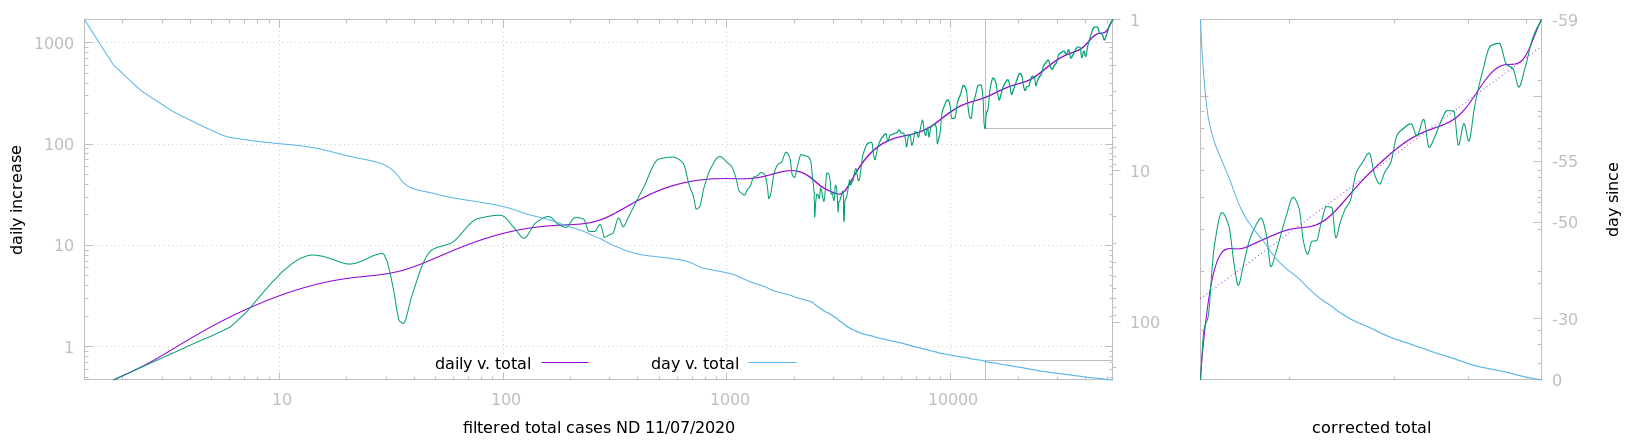 daily increase
1000
100
10
1
1
10
100
daily v. total
day v. total
10
100
1000
10000
filtered total cases ND 11/07/2020
-59
-55
-50
-30
0
day since
corrected total